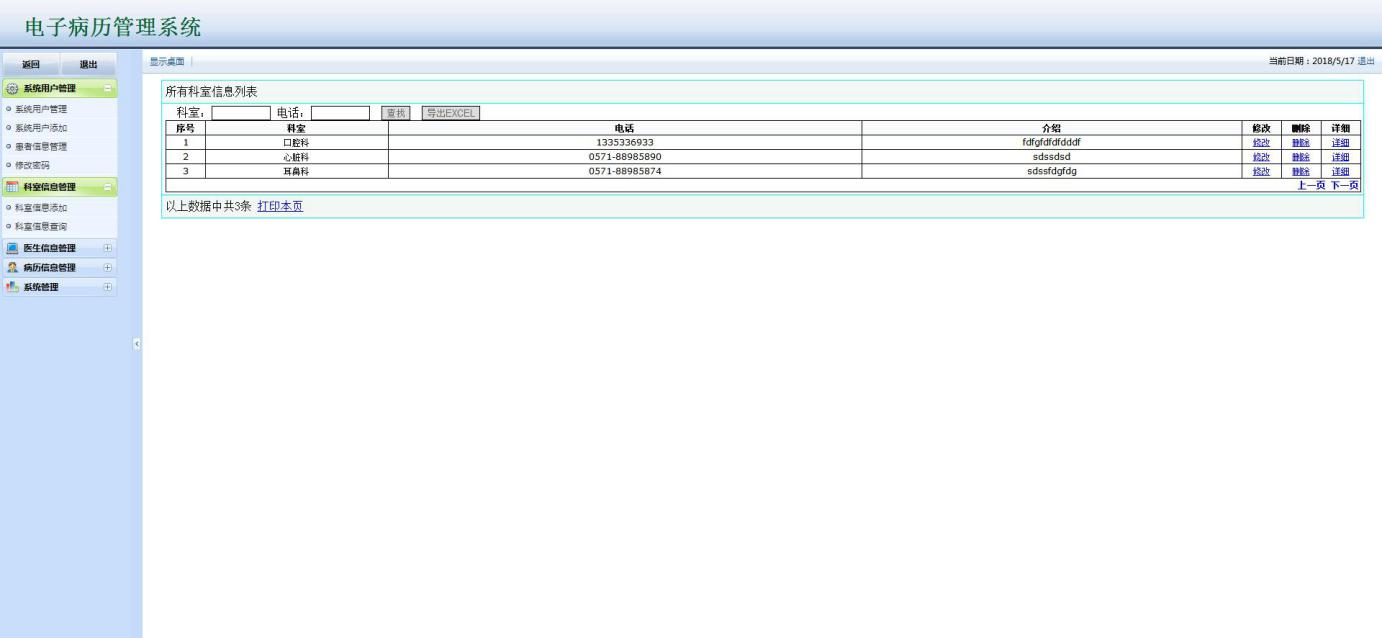 电子病历管理系统
返回 退出
显示桌面 当前日期：2018/5/17 退出
系统用户管理
系统用户管理
系统用户添加
患者信息管理
修改密码
科室信息管理
科室信息添加
科室信息查询
医生信息管理
病历信息管理
系统管理
所有科室信息列表
科室： 电话： 查找 导出EXCEL
序号 科室 电话 介绍 修改 删除 详细
1 口腔科 1335336933 fdfgfdfdfdddf 修改 删除 详细
2 心脏科 0571-88985890 sdssdsd 修改 删除 详细
3 耳鼻科 0571-88985874 sdssfdgfdg 修改 删除 详细
上一页 下一页
以上数据中共3条 打印本页